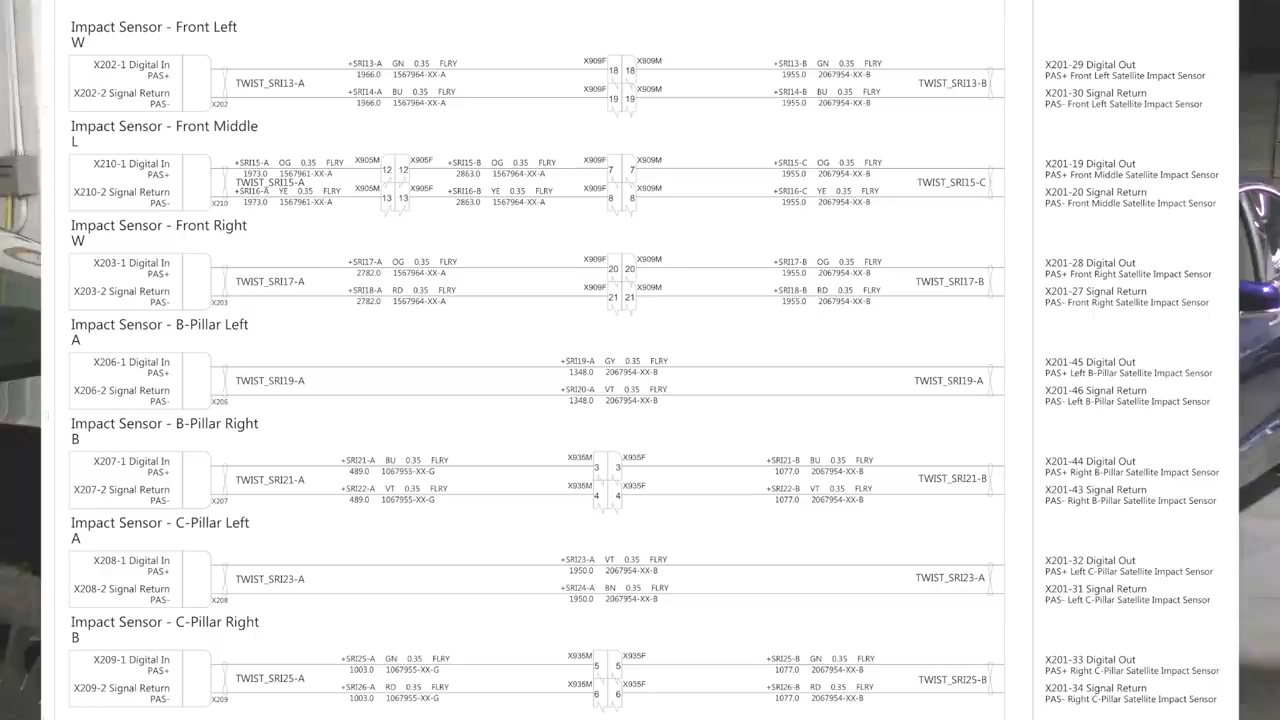 Impact Sensor - Front Left
W
X202-1 Digital In
PAS+
X202-2 Signal Return
PAS-
X202
TWIST_SRI13-A
+SRI13-A GN 0.35 FLRY
1966.0 1567964-XX-A
+SRI14-A BU 0.35 FLRY
1966.0 1567964-XX-A
X909F 18 18 X909M
X909F 19 19 X909M
+SRI13-B GN 0.35 FLRY
1955.0 2067964-XX-B
+SRI14-B BU 0.35 FLRY
1955.0 2067954-XX-B
TWIST_SRI13-B
X201-29 Digital Out
PAS+ Front Left Satellite Impact Sensor
X201-30 Signal Return
PAS- Front Left Satellite Impact Sensor
Impact Sensor - Front Middle
L
X210-1 Digital In
PAS+
X210-2 Signal Return
PAS-
X210
+SRI15-A OG 0.35 FLRY
1973.0 1567961-XX-A
TWIST_SRI15-A
+SRI16-A YE 0.35 FLRY
1973.0 1567961-XX-A
X905M 12 12 X905F
X905M 13 13 X905F
+SRI15-B OG 0.35 FLRY
2863.0 1567964-XX-A
+SRI16-B YE 0.35 FLRY
2863.0 1567964-XX-A
X909F 7 7 X909M
X909F 8 8 X909M
+SRI15-C OG 0.35 FLRY
1955.0 2067954-XX-B
+SRI16-C YE 0.35 FLRY
1955.0 2067954-XX-B
TWIST_SRI15-C
X201-19 Digital Out
PAS+ Front Middle Satellite Impact Sensor
X201-20 Signal Return
PAS- Front Middle Satellite Impact Sensor
Impact Sensor - Front Right
W
X203-1 Digital In
PAS+
X203-2 Signal Return
PAS-
X203
TWIST_SRI17-A
+SRI17-A OG 0.35 FLRY
2782.0 1567964-XX-A
+SRI18-A RD 0.35 FLRY
2782.0 1567964-XX-A
X909F 20 20 X909M
X909F 21 21 X909M
+SRI17-B OG 0.35 FLRY
1955.0 2067954-XX-B
+SRI18-B RD 0.35 FLRY
1955.0 2067954-XX-B
TWIST_SRI17-B
X201-28 Digital Out
PAS+ Front Right Satellite Impact Sensor
X201-27 Signal Return
PAS- Front Right Satellite Impact Sensor
Impact Sensor - B-Pillar Left
A
X206-1 Digital In
PAS+
X206-2 Signal Return
PAS-
X206
TWIST_SRI19-A
+SRI19-A GY 0.35 FLRY
1348.0 2067954-XX-B
+SRI20-A VT 0.35 FLRY
1348.0 2067954-XX-B
TWIST_SRI19-A
X201-45 Digital Out
PAS+ Left B-Pillar Satellite Impact Sensor
X201-46 Signal Return
PAS- Left B-Pillar Satellite Impact Sensor
Impact Sensor - B-Pillar Right
B
X207-1 Digital In
PAS+
X207-2 Signal Return
PAS-
X207
TWIST_SRI21-A
+SRI21-A BU 0.35 FLRY
489.0 1067955-XX-G
+SRI22-A VT 0.35 FLRY
489.0 1067955-XX-G
X935M 3 3 X935F
X935M 4 4 X935F
+SRI21-B BU 0.35 FLRY
1077.0 2067954-XX-B
+SRI22-B VT 0.35 FLRY
1077.0 2067954-XX-B
TWIST_SRI21-B
X201-44 Digital Out
PAS+ Right B-Pillar Satellite Impact Sensor
X201-43 Signal Return
PAS- Right B-Pillar Satellite Impact Sensor
Impact Sensor - C-Pillar Left
A
X208-1 Digital In
PAS+
X208-2 Signal Return
PAS-
X208
TWIST_SRI23-A
+SRI23-A VT 0.35 FLRY
1950.0 2067954-XX-B
+SRI24-A BN 0.35 FLRY
1950.0 2067954-XX-B
TWIST_SRI23-A
X201-32 Digital Out
PAS+ Left C-Pillar Satellite Impact Sensor
X201-31 Signal Return
PAS- Left C-Pillar Satellite Impact Sensor
Impact Sensor - C-Pillar Right
B
X209-1 Digital In
PAS+
X209-2 Signal Return
PAS-
X209
TWIST_SRI25-A
+SRI25-A GN 0.35 FLRY
1003.0 1067955-XX-G
+SRI26-A RD 0.35 FLRY
1003.0 1067955-XX-G
X935M 5 5 X935F
X935M 6 6 X935F
+SRI25-B GN 0.35 FLRY
1077.0 2067954-XX-B
+SRI26-B RD 0.35 FLRY
1077.0 2067954-XX-B
TWIST_SRI25-B
X201-33 Digital Out
PAS+ Right C-Pillar Satellite Impact Sensor
X201-34 Signal Return
PAS- Right C-Pillar Satellite Impact Sensor